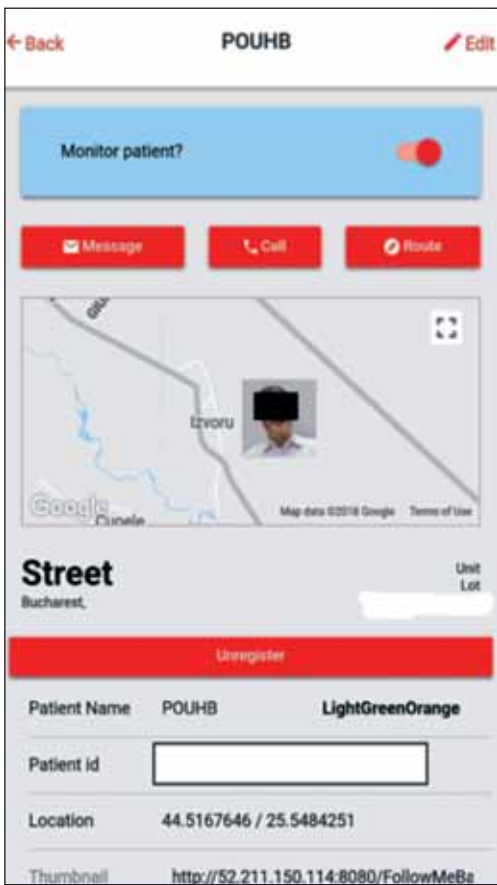 ← Back POUHB Edit
Monitor patient?
Message Call Route
Izvoru
Google
Map data ©2018 Google Terms of Use
Street
Unit
Bucharest,
Lot
Unregister
Patient Name POUHB LightGreenOrange
Patient id
Location 44.5167646 / 25.5484251
Thumbnail http://52.211.150.114:8080/FollowMeBa